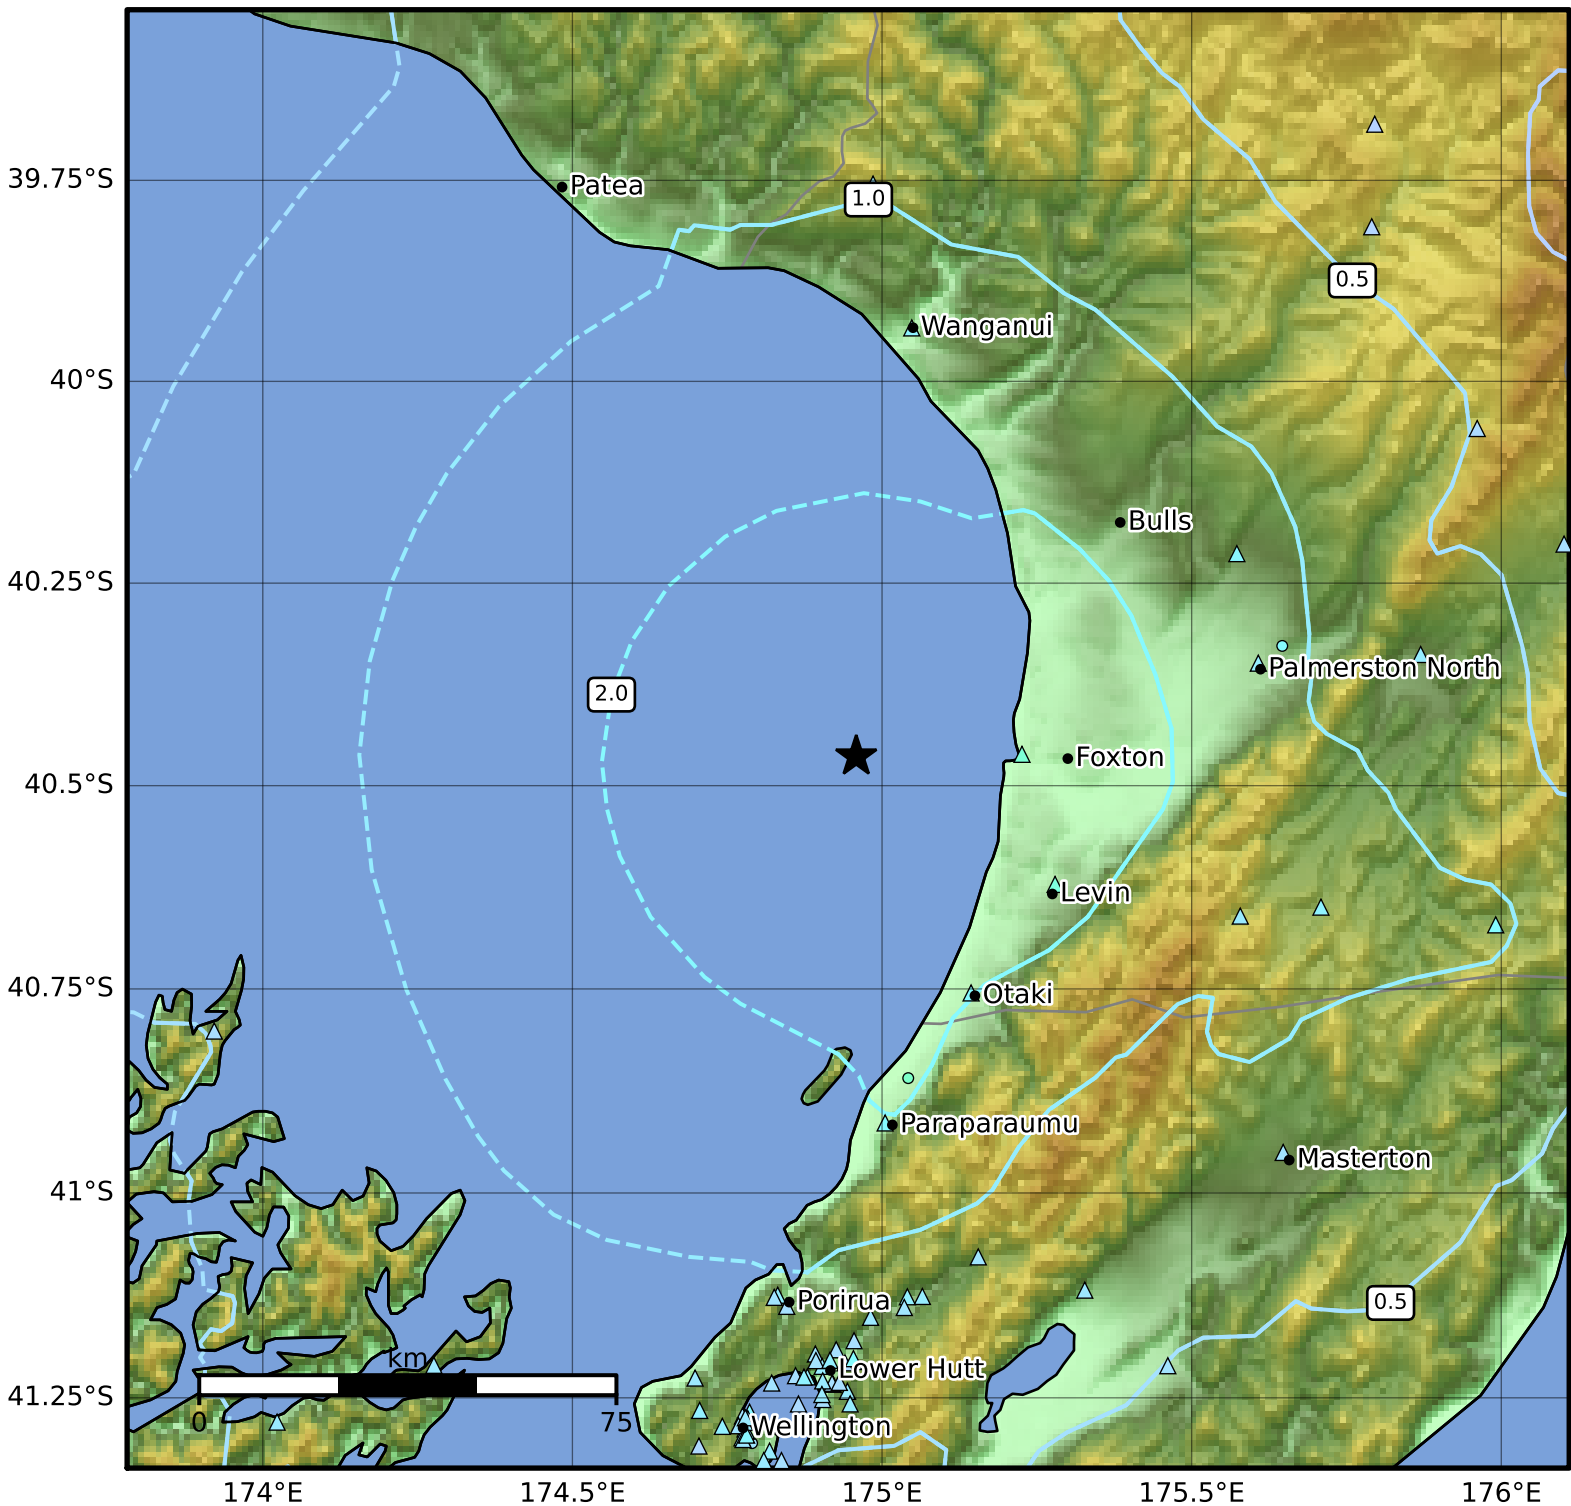 39.75°S
Patea
1.0
0.5
Wanganui
40°S
Bulls
40.25°S
Palmerston North
2.0
Foxton
40.5°S
Levin
40.75°S
Otaki
Paraparaumu
Masterton
41°S
Porirua
0.5
km
Lower Hutt
41.25°S
0
75
Wellington
174°E
174.5°E
175°E
175.5°E
176°E